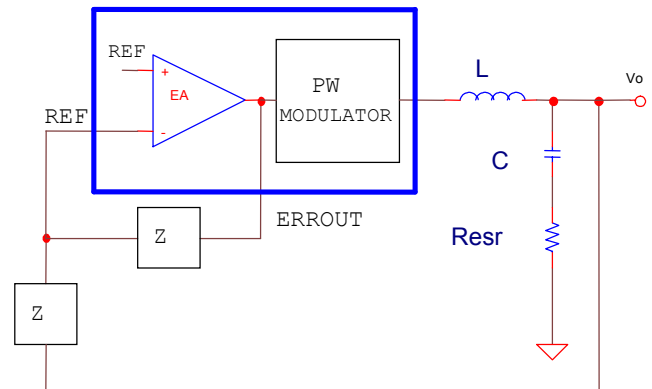 REF
+
EA
-
PW
MODULATOR
L
Vo
REF
C
ERROUT
Z
Resr
Z